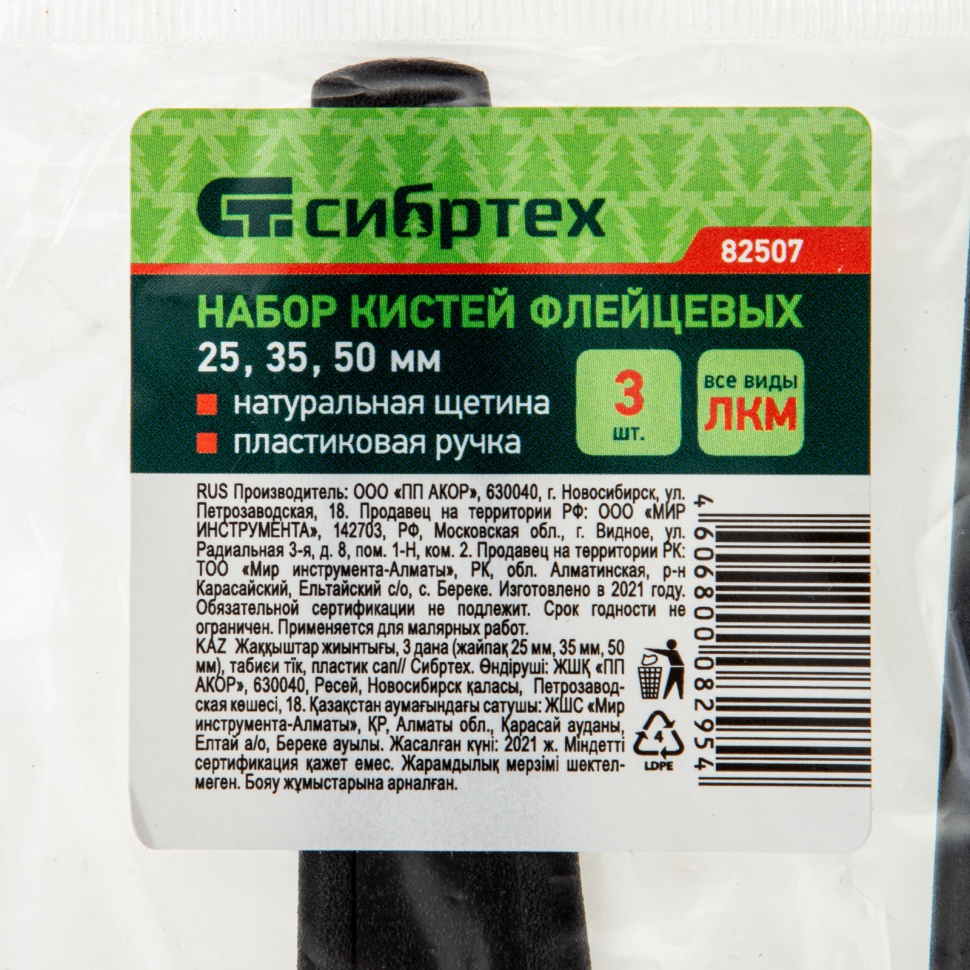 сибртех
82507
НАБОР КИСТЕЙ ФЛЕЙЦЕВЫХ
25, 35, 50 мм
натуральная щетина
пластиковая ручка
3
шт.
все виды
ЛКМ
RUS Производитель: ООО «ПП АКОР», 630040, г. Новосибирск, ул.
Петрозаводская, 18. Продавец на территории РФ: ООО «МИР
ИНСТРУМЕНТА», 142703, РФ, Московская обл., г. Видное, ул.
Радиальная 3-я, д. 8, пом. 1-Н, ком. 2. Продавец на территории РК:
ТОО «Мир инструмента-Алматы», РК, обл. Алматинская, р-н
Карасайский, Ельтайский с/о, с. Береке. Изготовлено в 2021 году.
Обязательной сертификации не подлежит. Срок годности не
ограничен. Применяется для малярных работ.
KAZ Жаққыштар жиынтығы, 3 дана (жайпақ 25 мм, 35 мм, 50
мм), табиєи тік, пластик сап// Сибртех. Өндіруші: ЖШҚ «ПП
АКОР», 630040, Ресей, Новосибирск қаласы, Петрозавод-
ская көшесі, 18. Қазақстан аумағындағы сатушы: ЖШС «Мир
инструмента-Алматы», ҚР, Алматы обл., Қарасай ауданы,
Елтай а/о, Береке ауылы. Жасалған күні: 2021 ж. Міндетті
сертификация қажет емес. Жарамдылық мерзімі шектел-
меген. Бояу жұмыстарына арналған.
4
LDPE
4 606800 082954